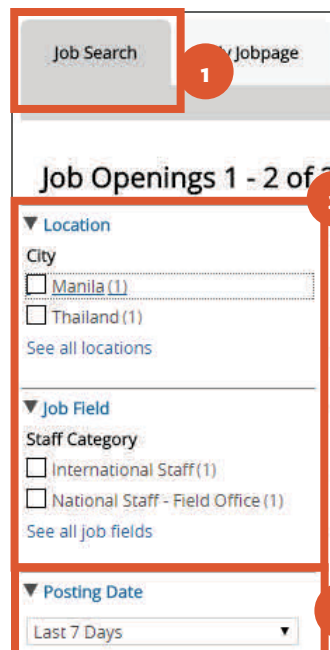 Job Search
1
Jobpage
Job Openings 1 - 2 of
▼ Location
City
Manila (1)
Thailand (1)
See all locations
▼ Job Field
Staff Category
International Staff (1)
National Staff - Field Office (1)
See all job fields
▼ Posting Date
Last 7 Days ▼